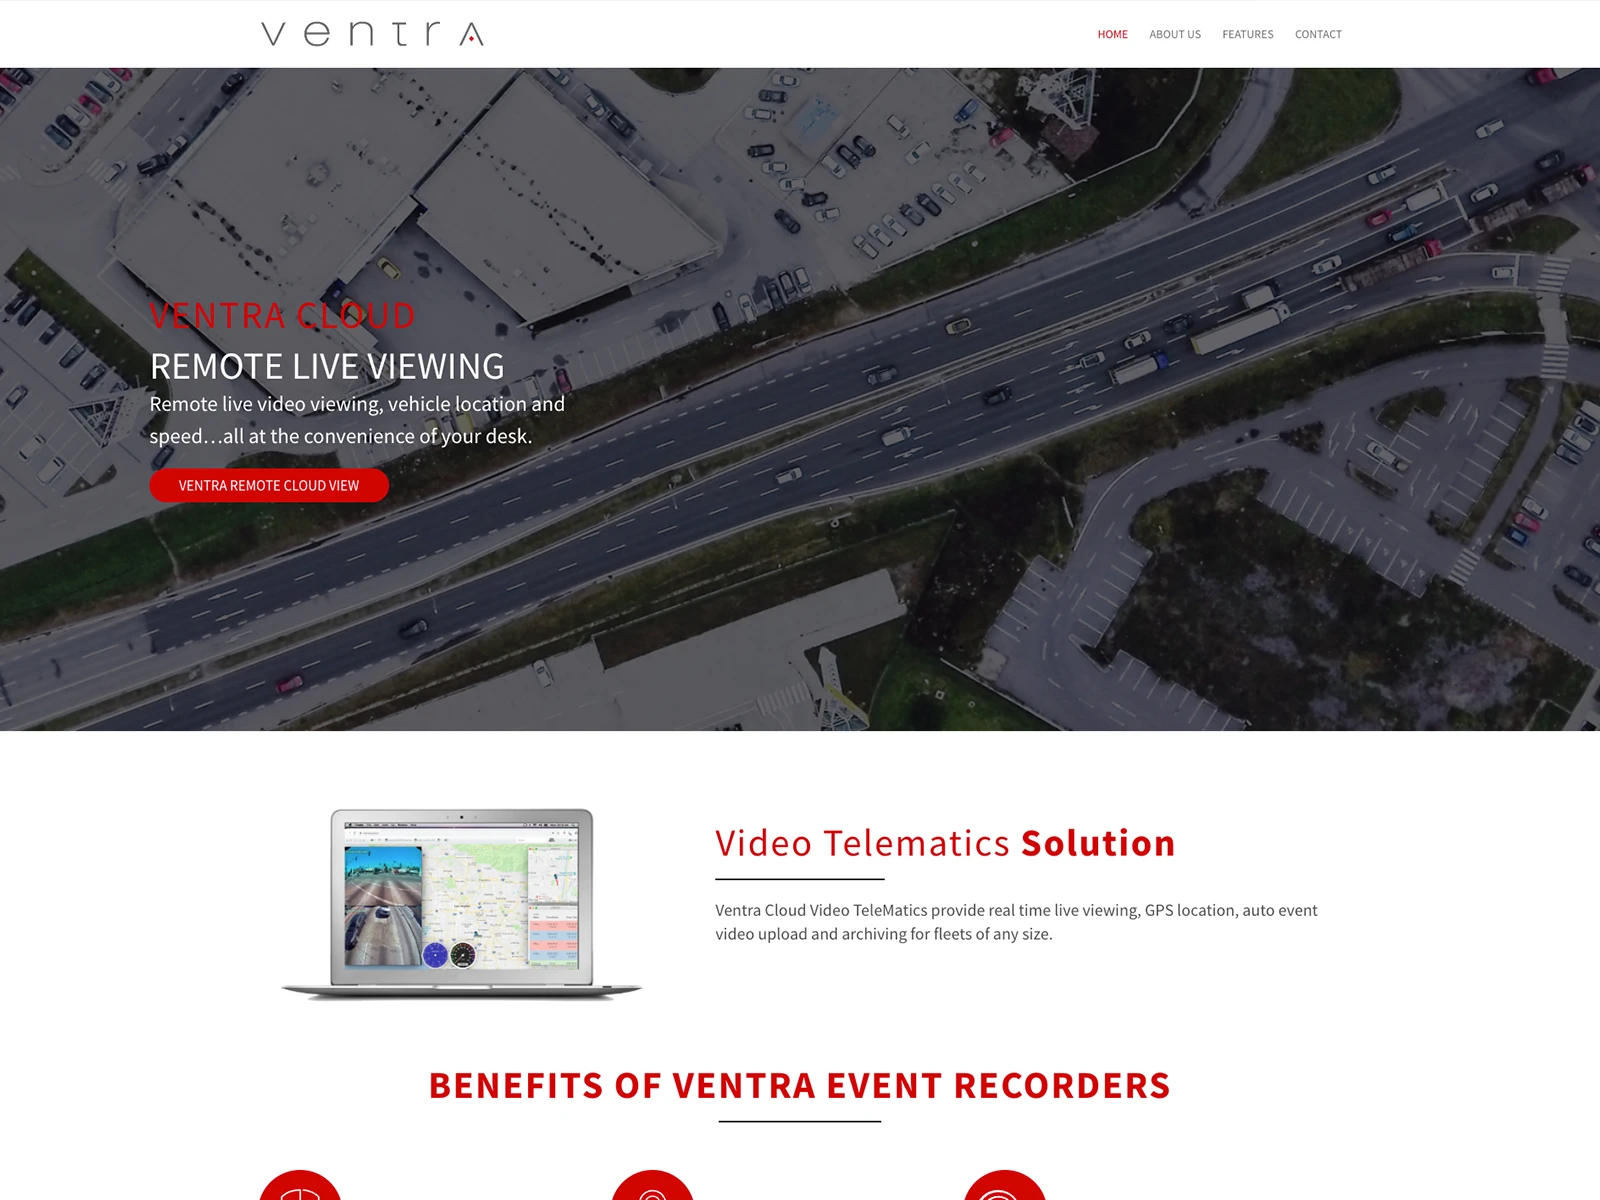 ventra
HOME ABOUT US FEATURES CONTACT
VENTRA CLOUD
REMOTE LIVE VIEWING
Remote live video viewing, vehicle location and
speed...all at the convenience of your desk.
VENTRA REMOTE CLOUD VIEW
Video Telematics Solution
Ventra Cloud Video TeleMatics provide real time live viewing, GPS location, auto event
video upload and archiving for fleets of any size.
BENEFITS OF VENTRA EVENT RECORDERS